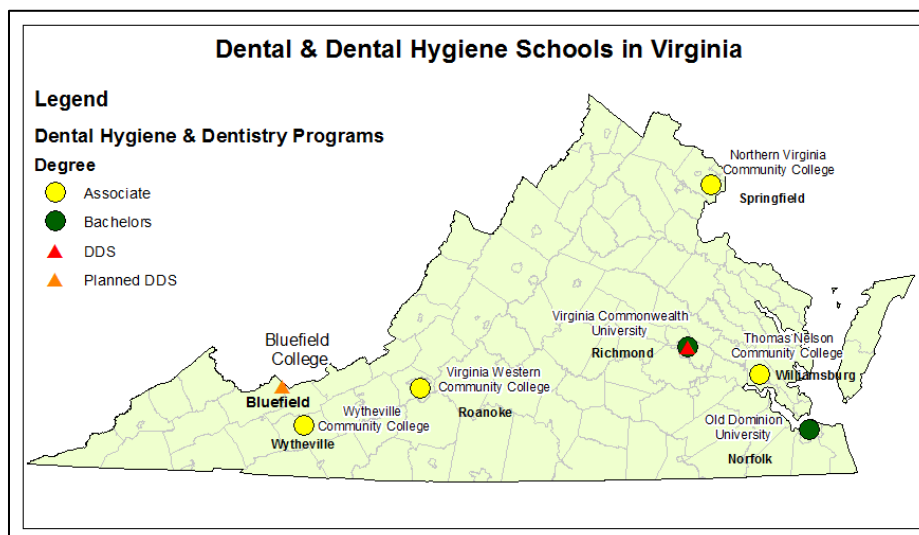 Dental & Dental Hygiene Schools in Virginia
Legend
Dental Hygiene & Dentistry Programs
Degree
Associate
Bachelors
DDS
Planned DDS
Northern Virginia
Community College
Springfield
Virginia Commonwealth
University
Richmond
Thomas Nelson
Community College
Williamsburg
Bluefield
College
Bluefield
Virginia Western
Community College
Roanoke
Wytheville
Community College
Wytheville
Old Dominion
University
Norfolk